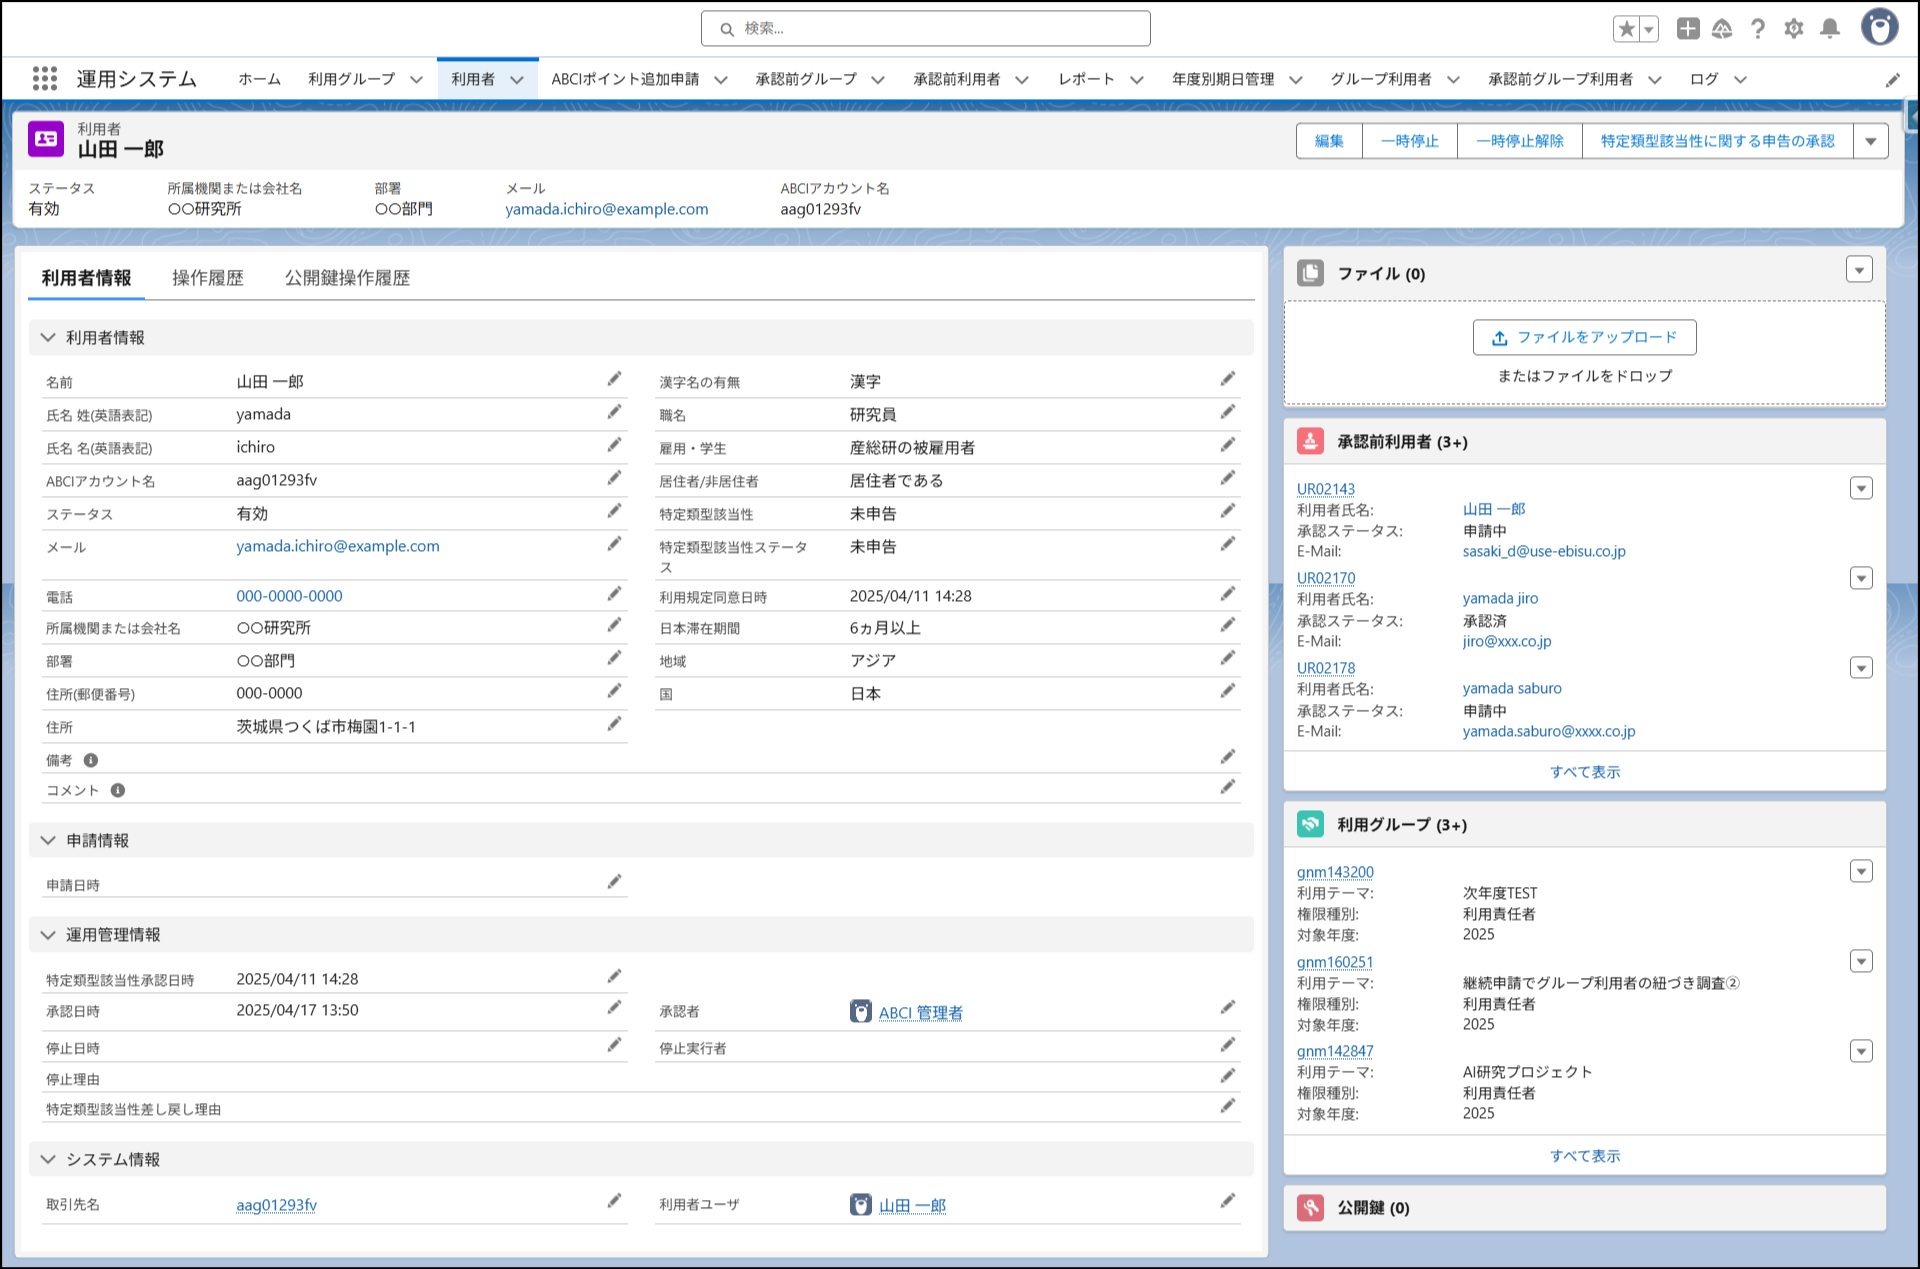 検索...
運用システム
ホーム
利用グループ
利用者
ABCIポイント追加申請
承認前グループ
承認前利用者
レポート
年度別期日管理
グループ利用者
承認前グループ利用者
ログ
利用者
山田 一郎
編集
一時停止
一時停止解除
特定類型該当性に関する申告の承認
ステータス
有効
所属機関または会社名
〇〇研究所
部署
〇〇部門
メール
yamada.ichiro@example.com
ABCIアカウント名
aag01293fv
利用者情報
操作履歴
公開鍵操作履歴
利用者情報
名前 山田 一郎
漢字名の有無 漢字
氏名 姓(英語表記) yamada
職名 研究員
氏名 名(英語表記) ichiro
雇用・学生 産総研の被雇用者
ABCIアカウント名 aag01293fv
居住者/非居住者 居住者である
ステータス 有効
特定類型該当性 未申告
メール yamada.ichiro@example.com
特定類型該当性ステータ
ス
未申告
電話 000-0000-0000
利用規定同意日時 2025/04/11 14:28
所属機関または会社名 〇〇研究所
日本滞在期間 6ヵ月以上
部署 〇〇部門
地域 アジア
住所(郵便番号) 000-0000
国 日本
住所 茨城県つくば市梅園1-1-1
備考
コメント
申請情報
申請日時
運用管理情報
特定類型該当性承認日時 2025/04/11 14:28
承認日時 2025/04/17 13:50
承認者 ABCI 管理者
停止日時
停止実行者
停止理由
特定類型該当性差し戻し理由
システム情報
取引先名 aag01293fv
利用者ユーザ 山田 一郎
ファイル (0)
ファイルをアップロード
またはファイルをドロップ
承認前利用者 (3+)
UR02143
利用者氏名: 山田 一郎
承認ステータス: 申請中
E-Mail: sasaki_d@use-ebisu.co.jp
UR02170
利用者氏名: yamada jiro
承認ステータス: 承認済
E-Mail: jiro@xxx.co.jp
UR02178
利用者氏名: yamada saburo
承認ステータス: 申請中
E-Mail: yamada.saburo@xxxx.co.jp
すべて表示
利用グループ (3+)
gnm143200
利用テーマ: 次年度TEST
権限種別: 利用責任者
対象年度: 2025
gnm160251
利用テーマ: 継続申請でグループ利用者の紐づき調査②
権限種別: 利用責任者
対象年度: 2025
gnm142847
利用テーマ: AI研究プロジェクト
権限種別: 利用責任者
対象年度: 2025
すべて表示
公開鍵 (0)